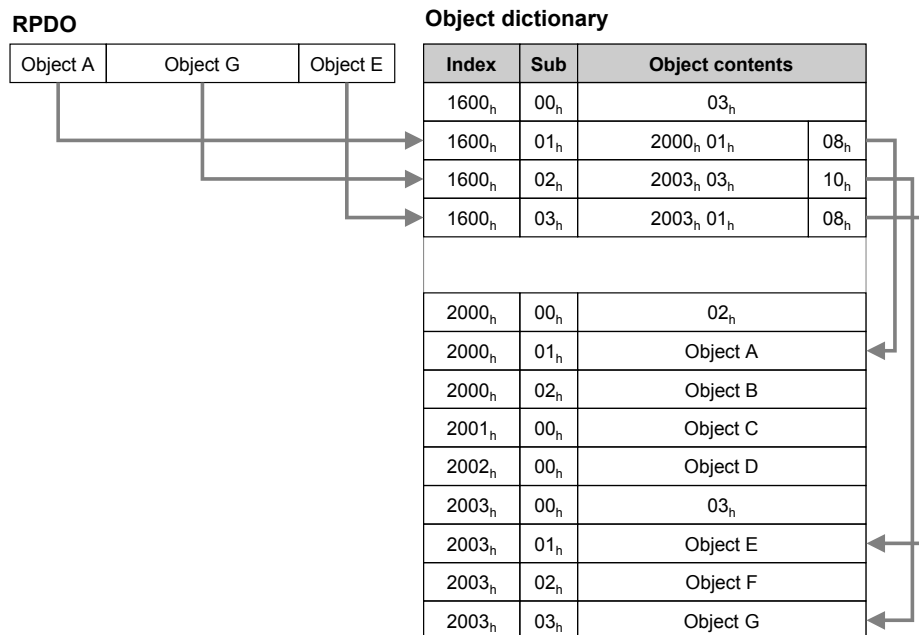 RPDO
Object A Object G Object E
Object dictionary
Index Sub Object contents
1600h 00h 03h
1600h 01h 2000h 01h 08h
1600h 02h 2003h 03h 10h
1600h 03h 2003h 01h 08h
2000h 00h 02h
2000h 01h Object A
2000h 02h Object B
2001h 00h Object C
2002h 00h Object D
2003h 00h 03h
2003h 01h Object E
2003h 02h Object F
2003h 03h Object G